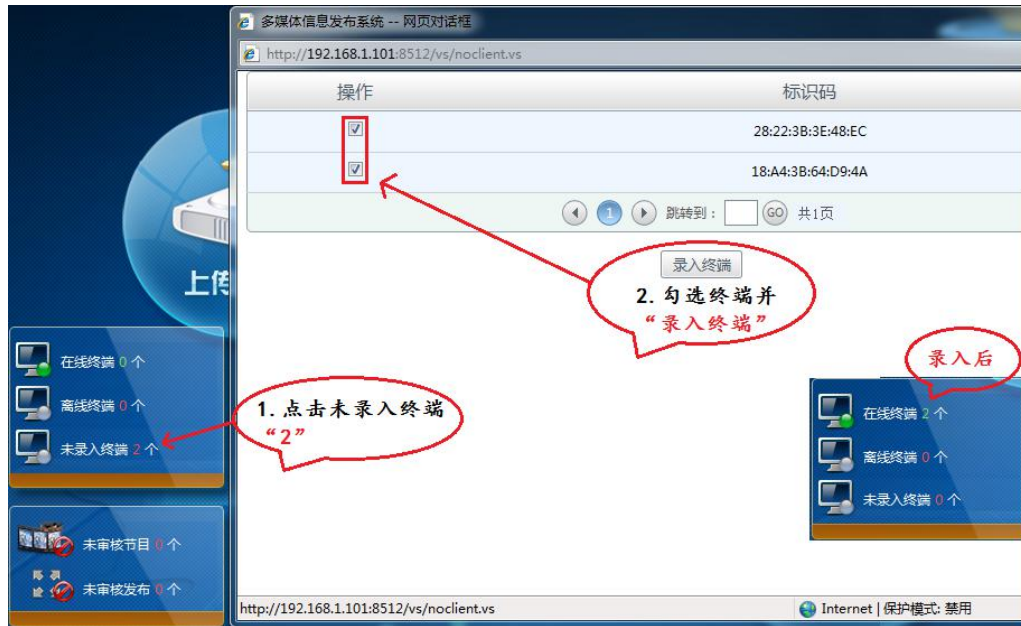 多媒体信息发布系统 -- 网页对话框
http://192.168.1.101:8512/vs/noclient.vs
操作 标识码
28:22:3B:3E:48:EC
18:A4:3B:64:D9:4A
1 跳转到： GO 共1页
录入终端
2. 勾选终端并
“录入终端”
上传
在线终端 0 个
离线终端 0 个
未录入终端 2 个
1. 点击未录入终端
“2”
录入后
在线终端 2 个
离线终端 0 个
未录入终端 0 个
未审核节目 0 个
未审核发布 0 个
http://192.168.1.101:8512/vs/noclient.vs
Internet | 保护模式: 禁用